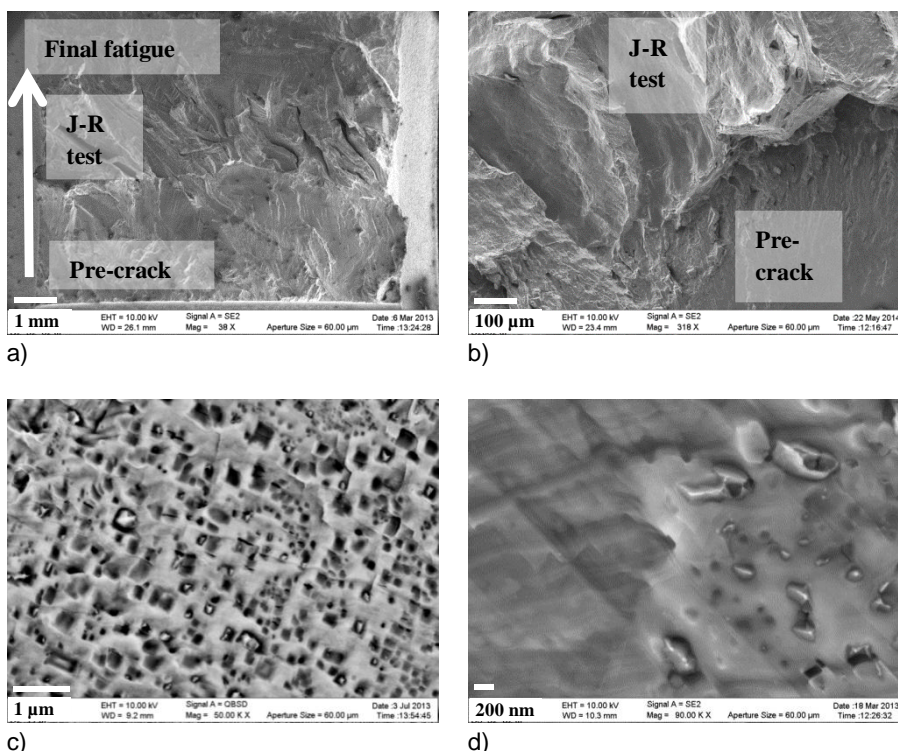 Final fatigue
J-R
test
Pre-crack
1 mm
EHT = 10.00 kV Signal A = SE2 Date :6 Mar 2013
WD = 26.1 mm Mag = 38 X Aperture Size = 60.00 µm Time :13:24:28
a)
J-R
test
Pre-
crack
100 µm
EHT = 10.00 kV Signal A = SE2 Date :22 May 2014
WD = 23.4 mm Mag = 318 X Aperture Size = 60.00 µm Time :12:16:47
b)
1 µm
EHT = 10.00 kV Signal A = QBSD Date :3 Jul 2013
WD = 9.2 mm Mag = 50.00 K X Aperture Size = 60.00 µm Time :13:54:45
c)
200 nm
EHT = 10.00 kV Signal A = SE2 Date :18 Mar 2013
WD = 10.3 mm Mag = 90.00 K X Aperture Size = 60.00 µm Time :12:26:32
d)